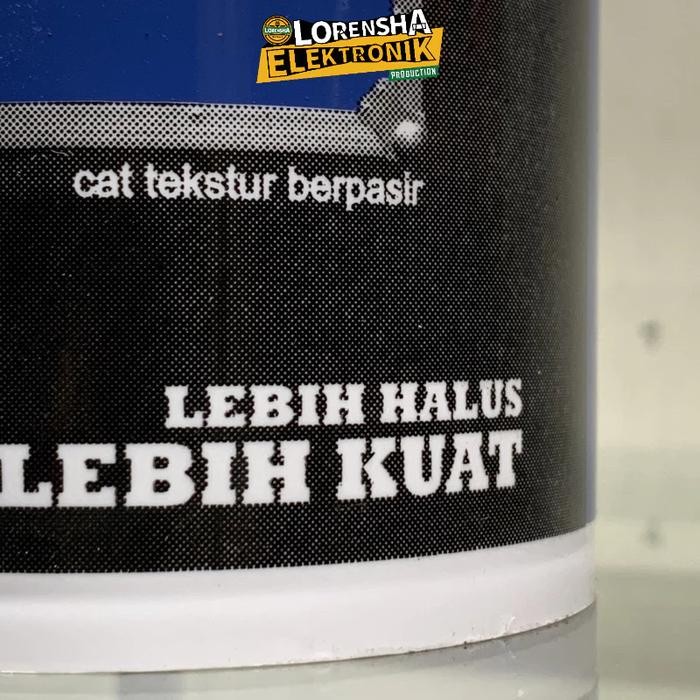 LORENSHA
LORENSHA
ELEKTRONIK
PRODUCTION
cat tekstur berpasir
LEBIH HALUS
LEBIH KUAT